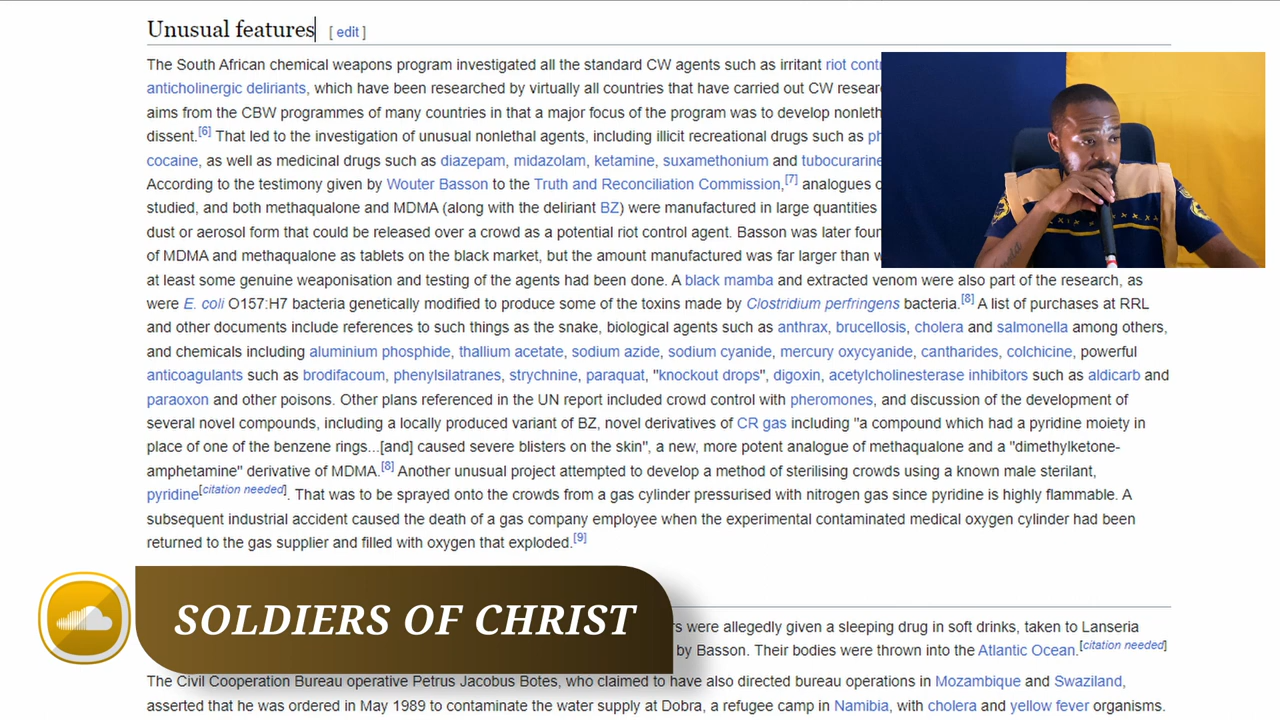 Unusual features [ edit ]
The South African chemical weapons program investigated all the standard CW agents such as irritant riot
anticholinergic deliriants, which have been researched by virtually all countries that have carried out CW
aims from the CBW programmes of many countries in that a major focus of the program was to develop
dissent.[6] That led to the investigation of unusual nonlethal agents, including illicit recreational drugs such as
cocaine, as well as medicinal drugs such as diazepam, midazolam, ketamine, suxamethonium and tubocurarine
According to the testimony given by Wouter Basson to the Truth and Reconciliation Commission,[7] analogues
studied, and both methaqualone and MDMA (along with the deliriant BZ) were manufactured in large quantities
dust or aerosol form that could be released over a crowd as a potential riot control agent. Basson was later
of MDMA and methaqualone as tablets on the black market, but the amount manufactured was far larger than
at least some genuine weaponisation and testing of the agents had been done. A black mamba and extracted venom were also part of the research, as
were E. coli O157:H7 bacteria genetically modified to produce some of the toxins made by Clostridium perfringens bacteria.[8] A list of purchases at RRL
and other documents include references to such things as the snake, biological agents such as anthrax, brucellosis, cholera and salmonella among others,
and chemicals including aluminium phosphide, thallium acetate, sodium azide, sodium cyanide, mercury oxycyanide, cantharides, colchicine, powerful
anticoagulants such as brodifacoum, phenylsilatranes, strychnine, paraquat, "knockout drops", digoxin, acetylcholinesterase inhibitors such as aldicarb and
paraoxon and other poisons. Other plans referenced in the UN report included crowd control with pheromones, and discussion of the development of
several novel compounds, including a locally produced variant of BZ, novel derivatives of CR gas including "a compound which had a pyridine moiety in
place of one of the benzene rings...[and] caused severe blisters on the skin", a new, more potent analogue of methaqualone and a "dimethylketone-
amphetamine" derivative of MDMA.[8] Another unusual project attempted to develop a method of sterilising crowds using a known male sterilant,
pyridine[citation needed]. That was to be sprayed onto the crowds from a gas cylinder pressurised with nitrogen gas since pyridine is highly flammable. A
subsequent industrial accident caused the death of a gas company employee when the experimental contaminated medical oxygen cylinder had been
returned to the gas supplier and filled with oxygen that exploded.[9]
SOLDIERS OF CHRIST
were allegedly given a sleeping drug in soft drinks, taken to Lanseria
by Basson. Their bodies were thrown into the Atlantic Ocean.[citation needed]
The Civil Cooperation Bureau operative Petrus Jacobus Botes, who claimed to have also directed bureau operations in Mozambique and Swaziland,
asserted that he was ordered in May 1989 to contaminate the water supply at Dobra, a refugee camp in Namibia, with cholera and yellow fever organisms.